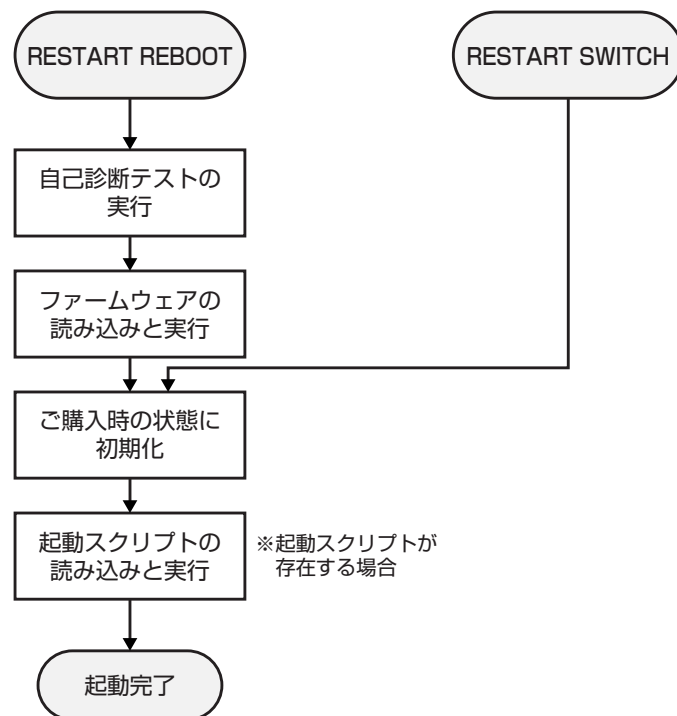 RESTART REBOOT
RESTART SWITCH
自己診断テストの
実行
ファームウェアの
読み込みと実行
ご購入時の状態に
初期化
起動スクリプトの
読み込みと実行
※起動スクリプトが
存在する場合
起動完了